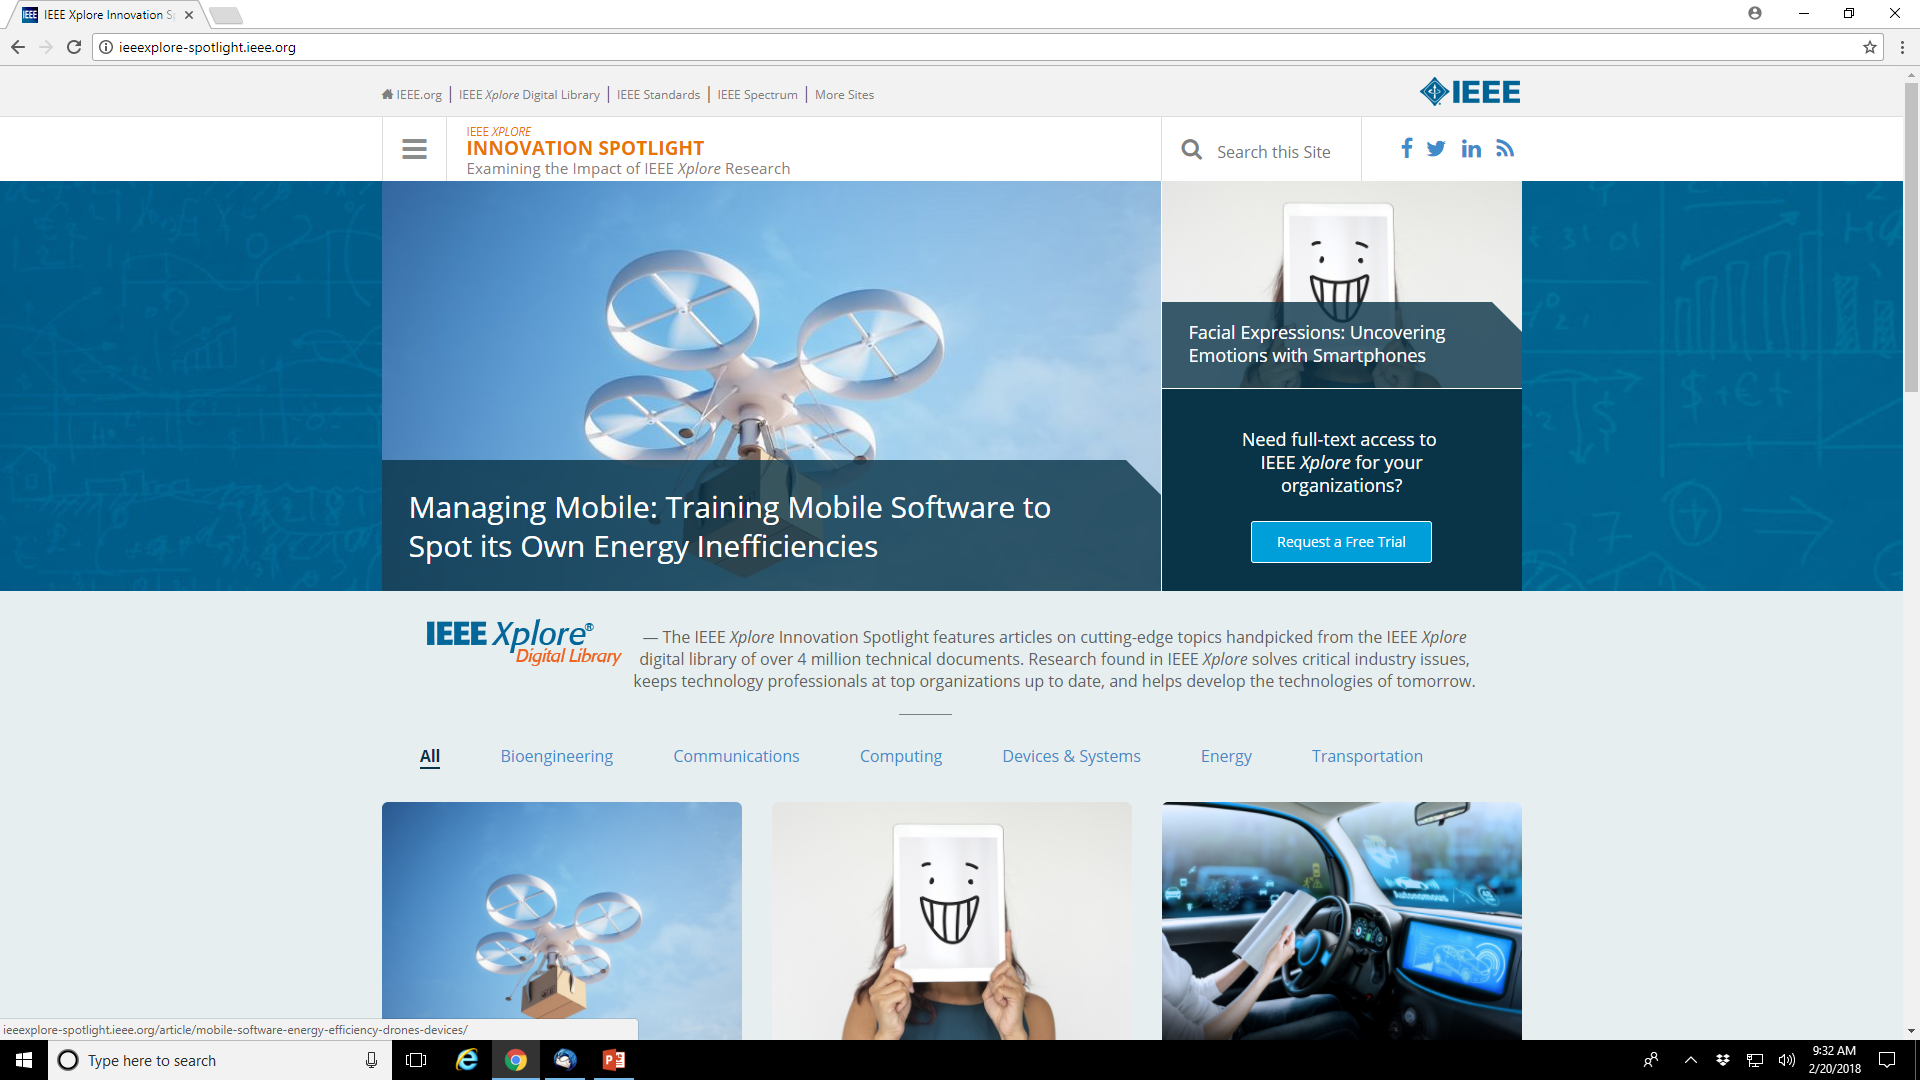 IEEE Xplore Innovation Sp
ieeexplore-spotlight.ieee.org
IEEE.org | IEEE Xplore Digital Library | IEEE Standards | IEEE Spectrum | More Sites
IEEE
IEEE XPLORE
INNOVATION SPOTLIGHT
Examining the Impact of IEEE Xplore Research
Search this Site
Managing Mobile: Training Mobile Software to
Spot its Own Energy Inefficiencies
Facial Expressions: Uncovering
Emotions with Smartphones
Need full-text access to
IEEE Xplore for your
organizations?
Request a Free Trial
IEEE Xplore®
Digital Library
— The IEEE Xplore Innovation Spotlight features articles on cutting-edge topics handpicked from the IEEE Xplore
digital library of over 4 million technical documents. Research found in IEEE Xplore solves critical industry issues,
keeps technology professionals at top organizations up to date, and helps develop the technologies of tomorrow.
All Bioengineering Communications Computing Devices & Systems Energy Transportation
Autonomous
ieeexplore-spotlight.ieee.org/article/mobile-software-energy-efficiency-drones-devices/
Type here to search
9:32 AM
2/20/2018